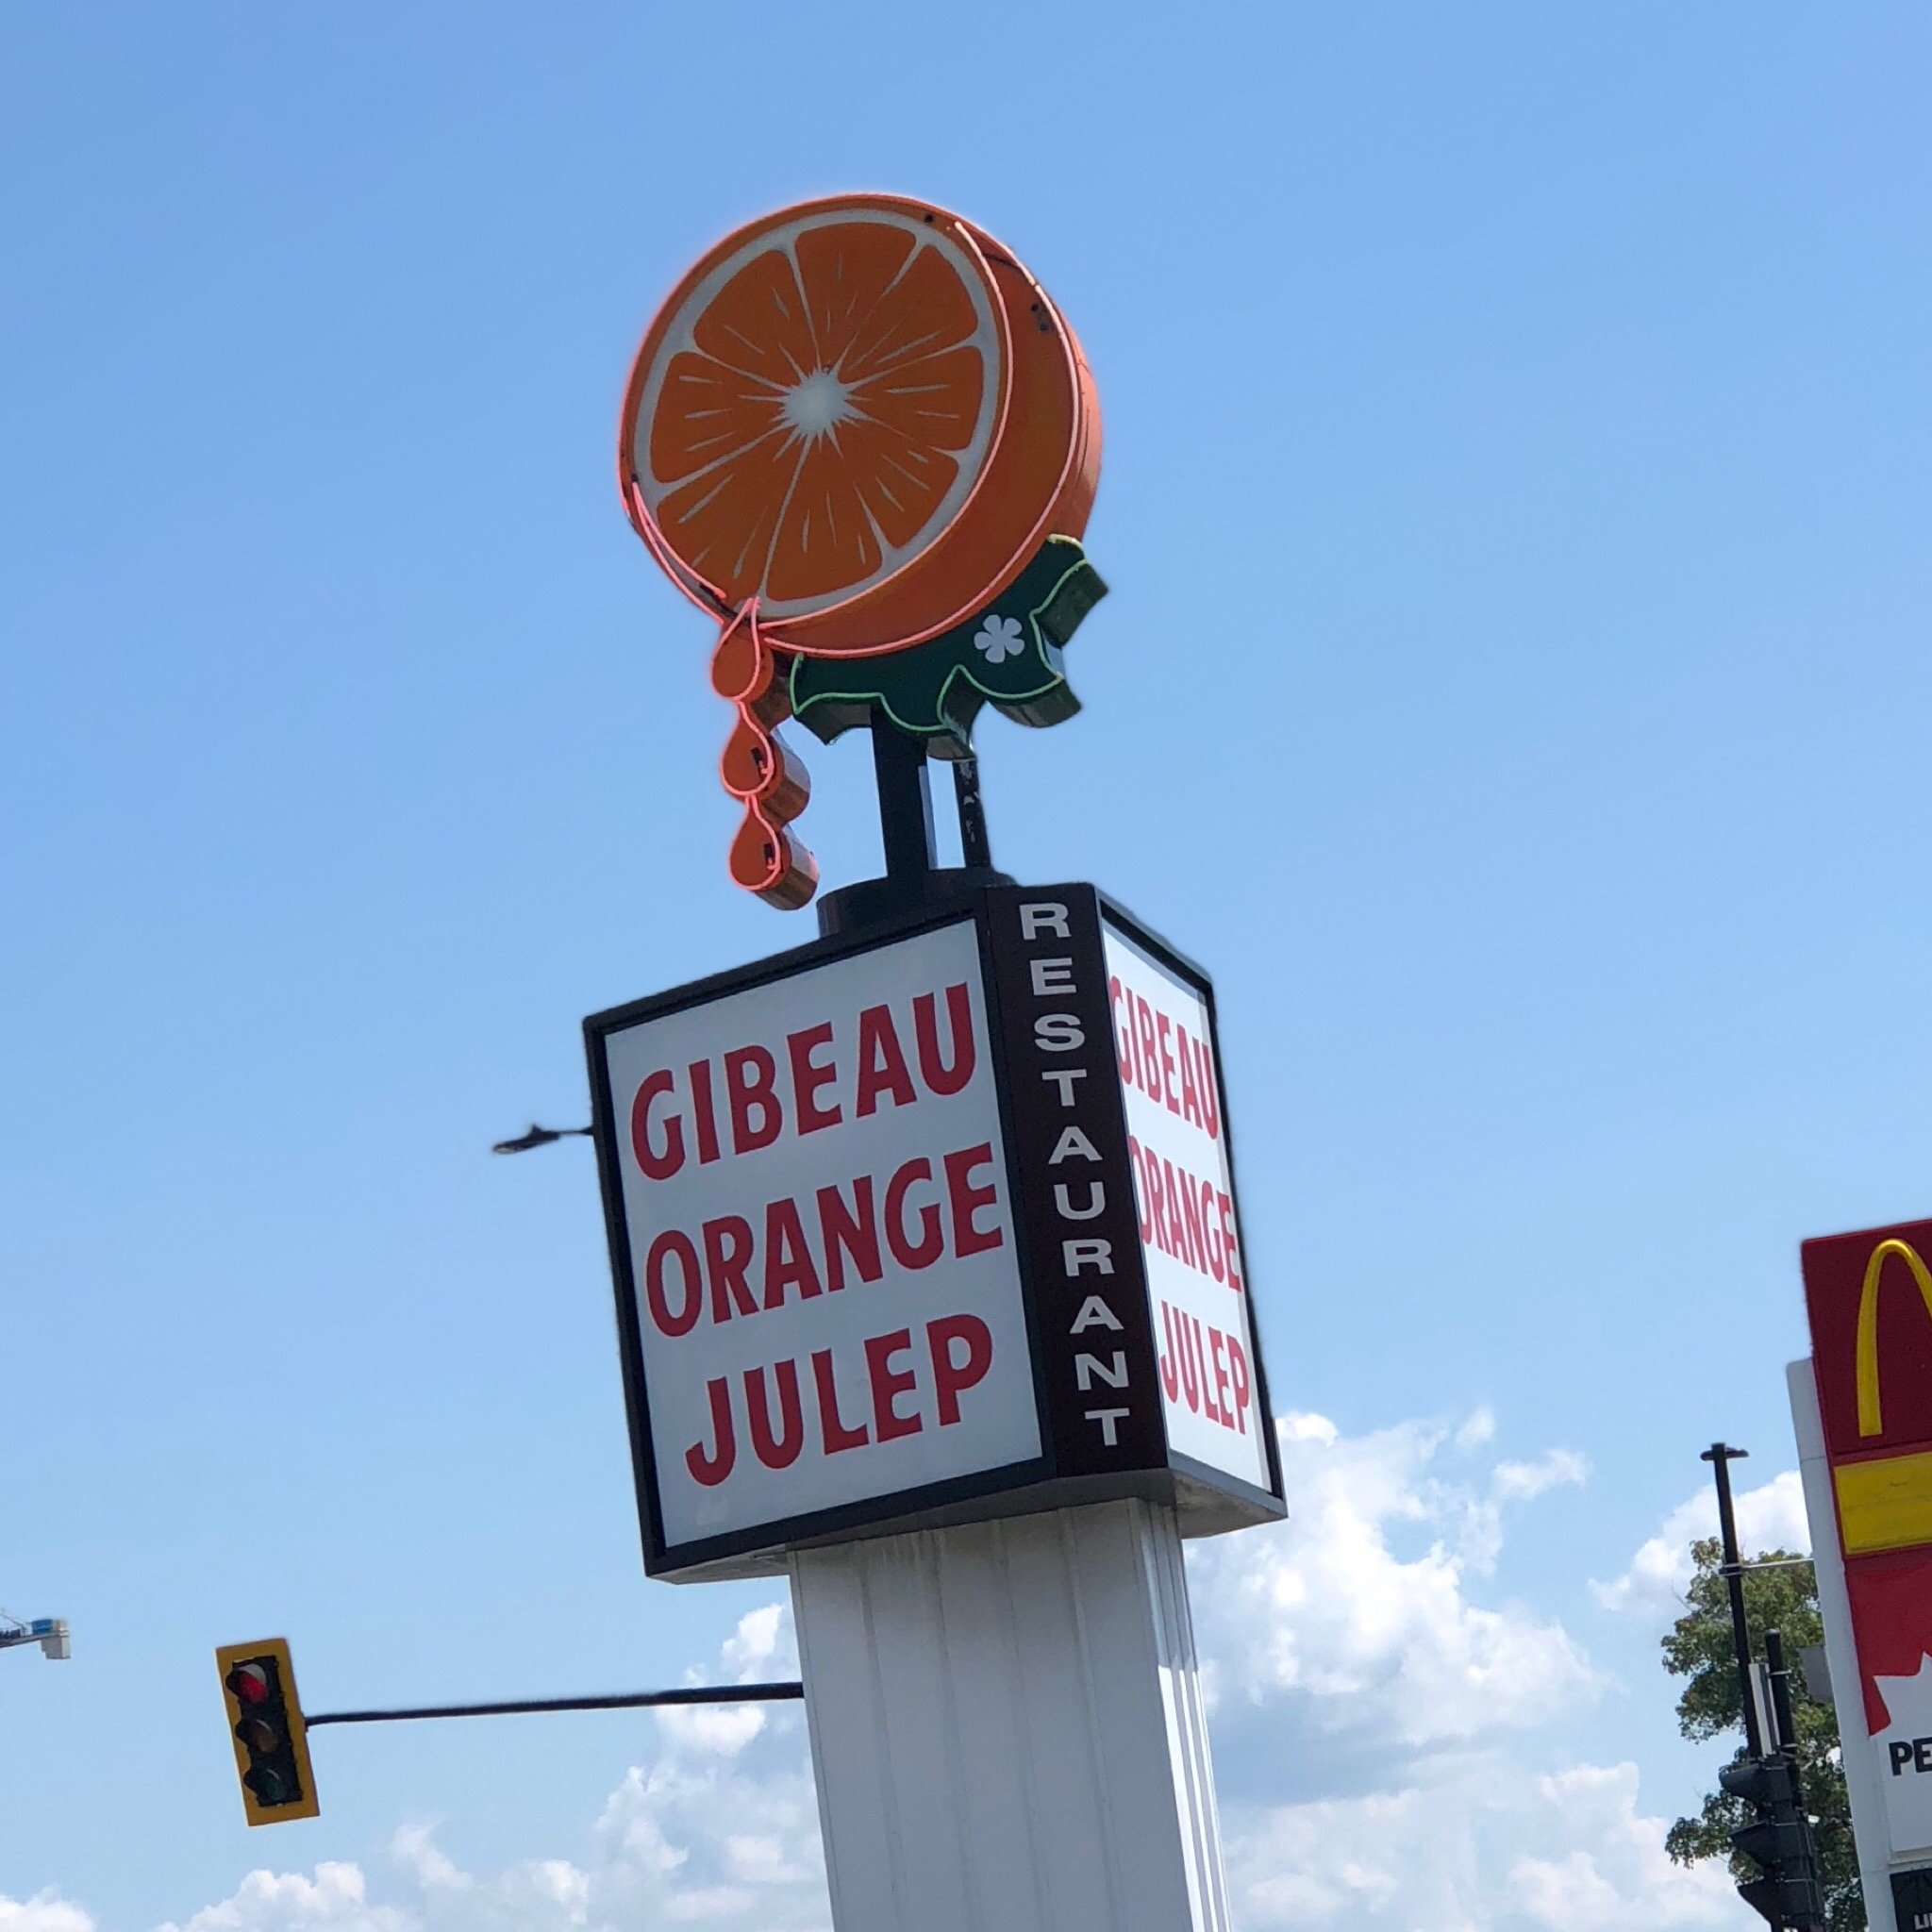 GIBEAU
ORANGE
JULEP
RESTAURANT
GIBEAU
ORANGE
JULEP
PE